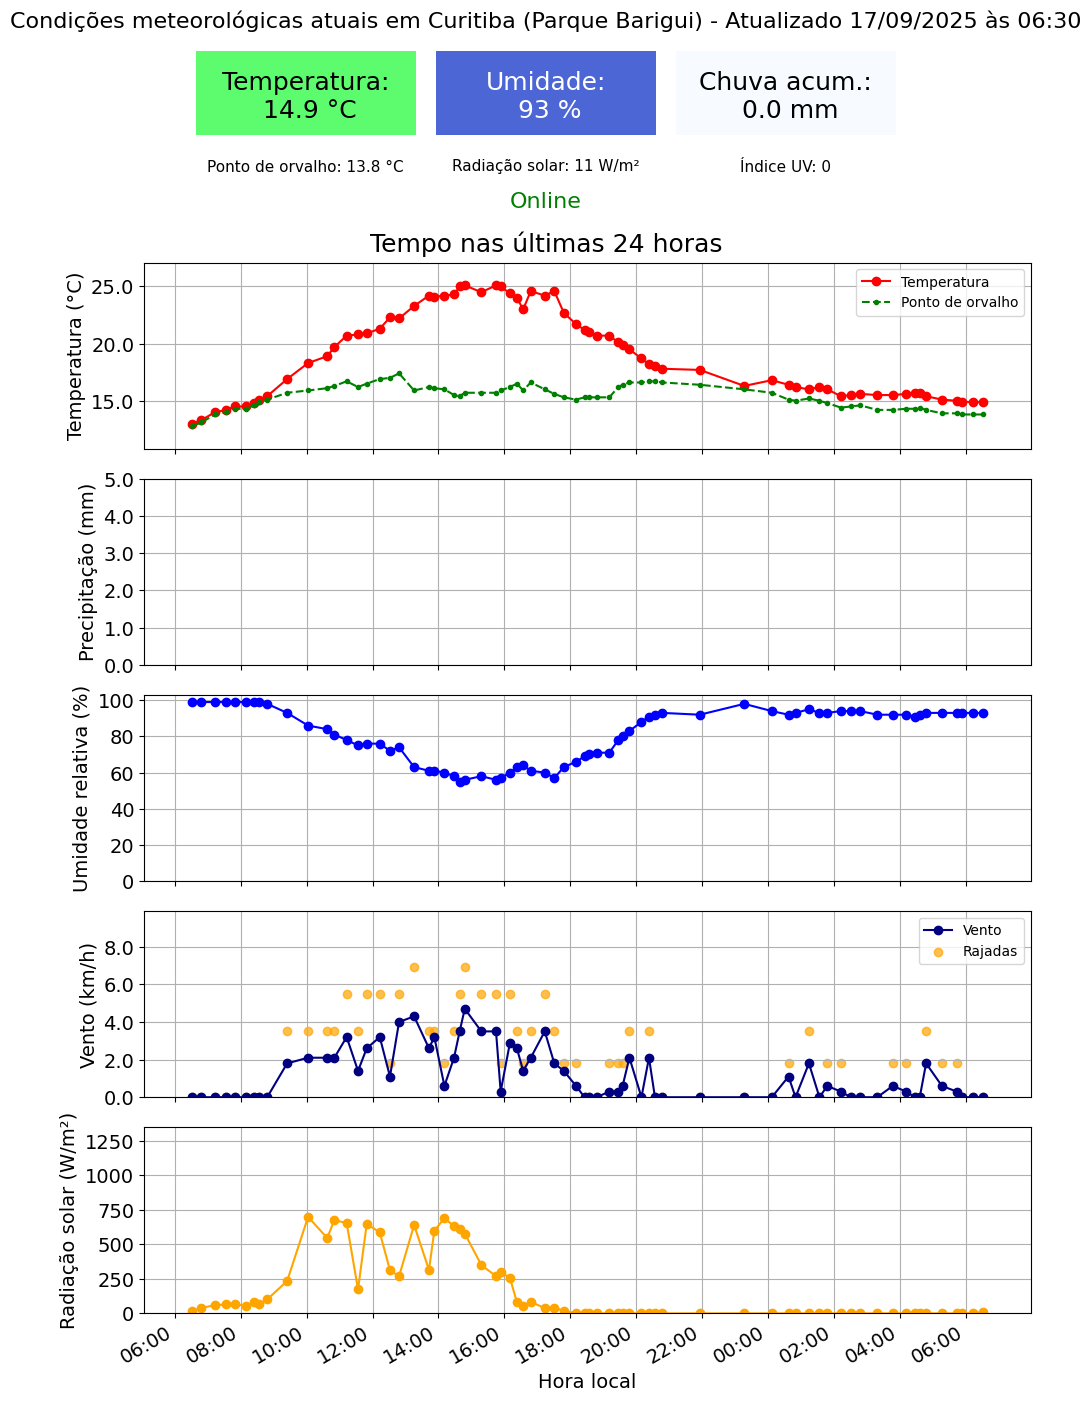 Condições meteorológicas atuais em Curitiba (Parque Barigui) - Atualizado 17/09/2025 às 06:30
Temperatura:
14.9 °C
Umidade:
93 %
Chuva acum.:
0.0 mm
Ponto de orvalho: 13.8 °C
Radiação solar: 11 W/m²
Índice UV: 0
Online
Tempo nas últimas 24 horas
Temperatura (°C)
25.0
20.0
15.0
Temperatura
Ponto de orvalho
Precipitação (mm)
5.0
4.0
3.0
2.0
1.0
0.0
Umidade relativa (%)
100
80
60
40
20
0
Vento (km/h)
8.0
6.0
4.0
2.0
0.0
Vento
Rajadas
Radiação solar (W/m²)
1250
1000
750
500
250
0
06:00
08:00
10:00
12:00
14:00
16:00
18:00
20:00
22:00
00:00
02:00
04:00
06:00
Hora local